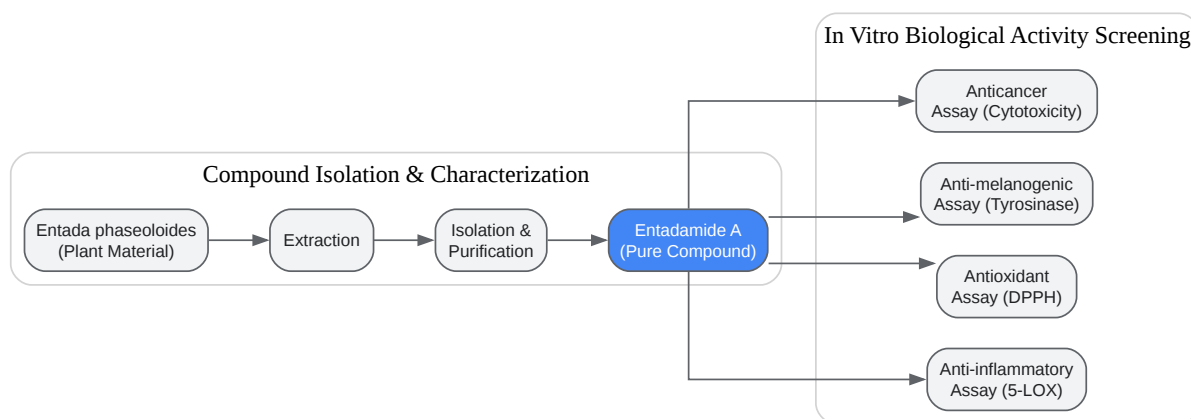 In Vitro Biological Activity Screening
Anticancer
Assay (Cytotoxicity)
Compound Isolation & Characterization
Entada phaseoloides
(Plant Material)
Extraction
Isolation &
Purification
Entadamide A
(Pure Compound)
Anti-melanogenic
Assay (Tyrosinase)
Antioxidant
Assay (DPPH)
Anti-inflammatory
Assay (5-LOX)